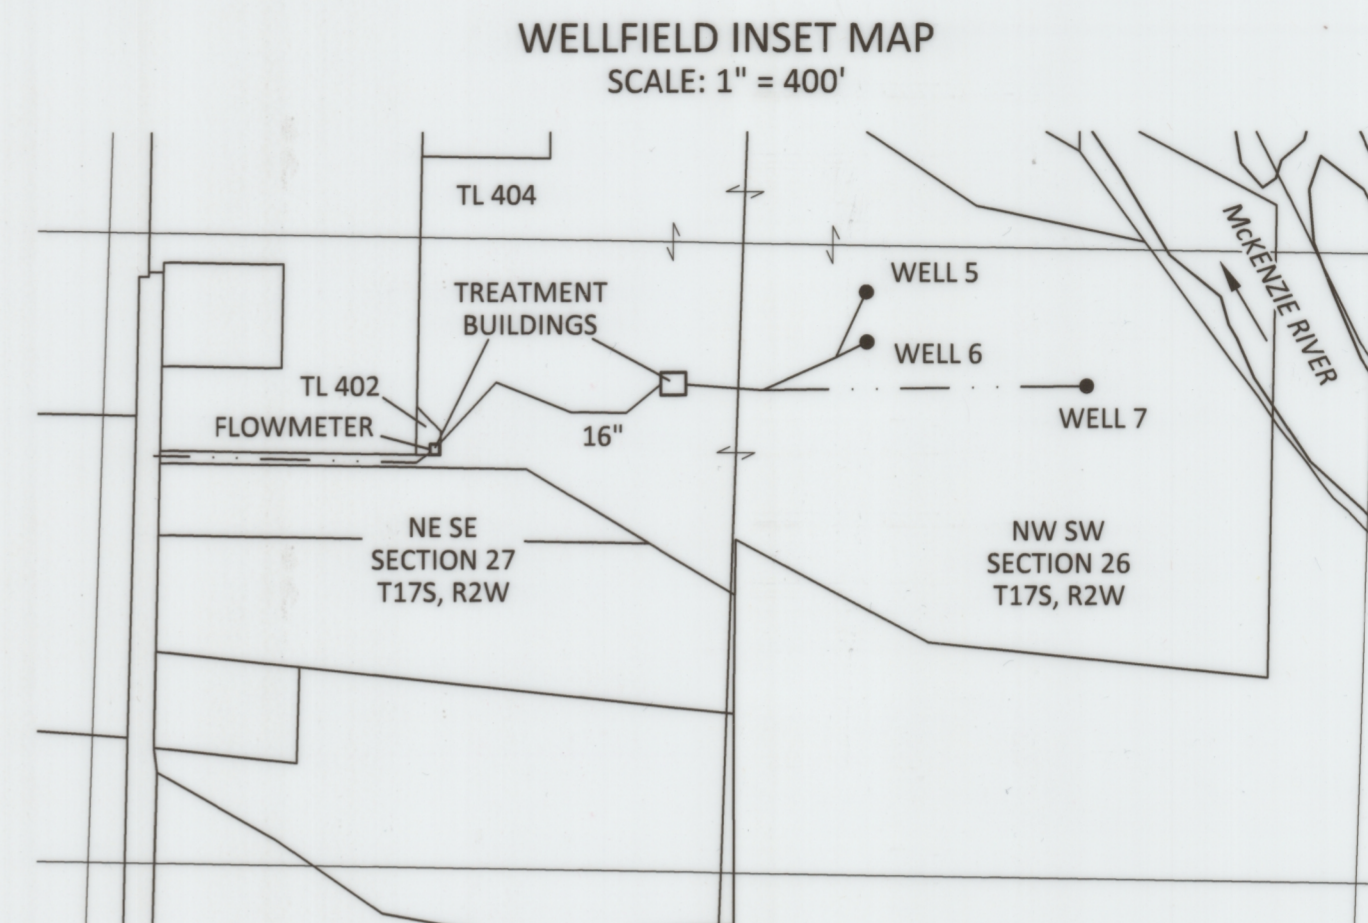 WELLFIELD INSET MAP
SCALE: 1" = 400'
TL 404
McKENZIE RIVER
WELL 5
TREATMENT
BUILDINGS
WELL 6
TL 402
WELL 7
FLOWMETER
16"
NE SE
SECTION 27
T17S, R2W
NW SW
SECTION 26
T17S, R2W